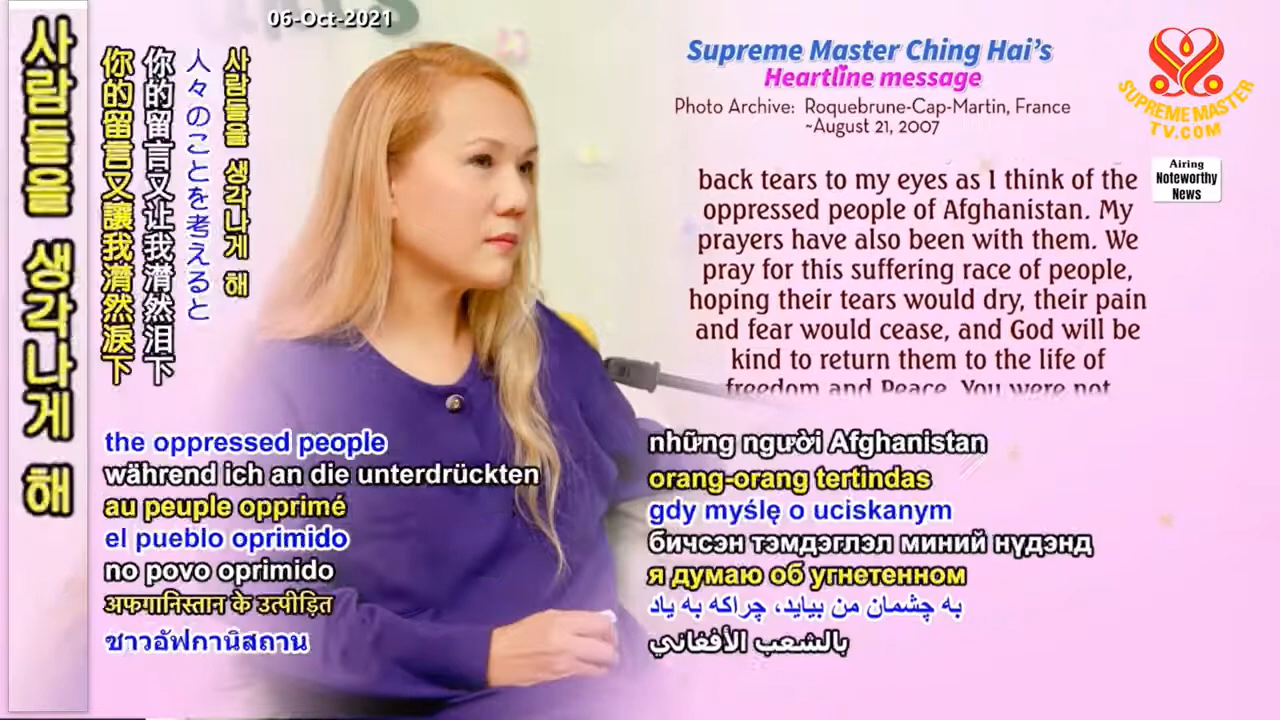 06-Oct-2021
사람들을 생각나게 해
你的留言又讓我潸然淚下
你的留言又让我潸然泪下
人々のことを考えると
사람들을 생각나게 해
Supreme Master Ching Hai's
Heartline message
Photo Archive: Roquebrune-Cap-Martin, France
~August 21, 2007
SUPREME MASTER
TV.COM
Airing
Noteworthy
News
back tears to my eyes as I think of the
oppressed people of Afghanistan. My
prayers have also been with them. We
pray for this suffering race of people,
hoping their tears would dry, their pain
and fear would cease, and God will be
kind to return them to the life of
freedom and Peace. You were not
the oppressed people
während ich an die unterdrückten
au peuple opprimé
el pueblo oprimido
no povo oprimido
अफगानिस्तान के उत्पीड़ित
ชาวอัฟกานิสถาน
những người Afghanistan
orang-orang tertindas
gdy myślę o uciskanym
бичсэн тэмдэглэл миний нүдэнд
я думаю об угнетенном
به چشمان من بیاید، چراکه به یاد
بالشعب الأفغاني